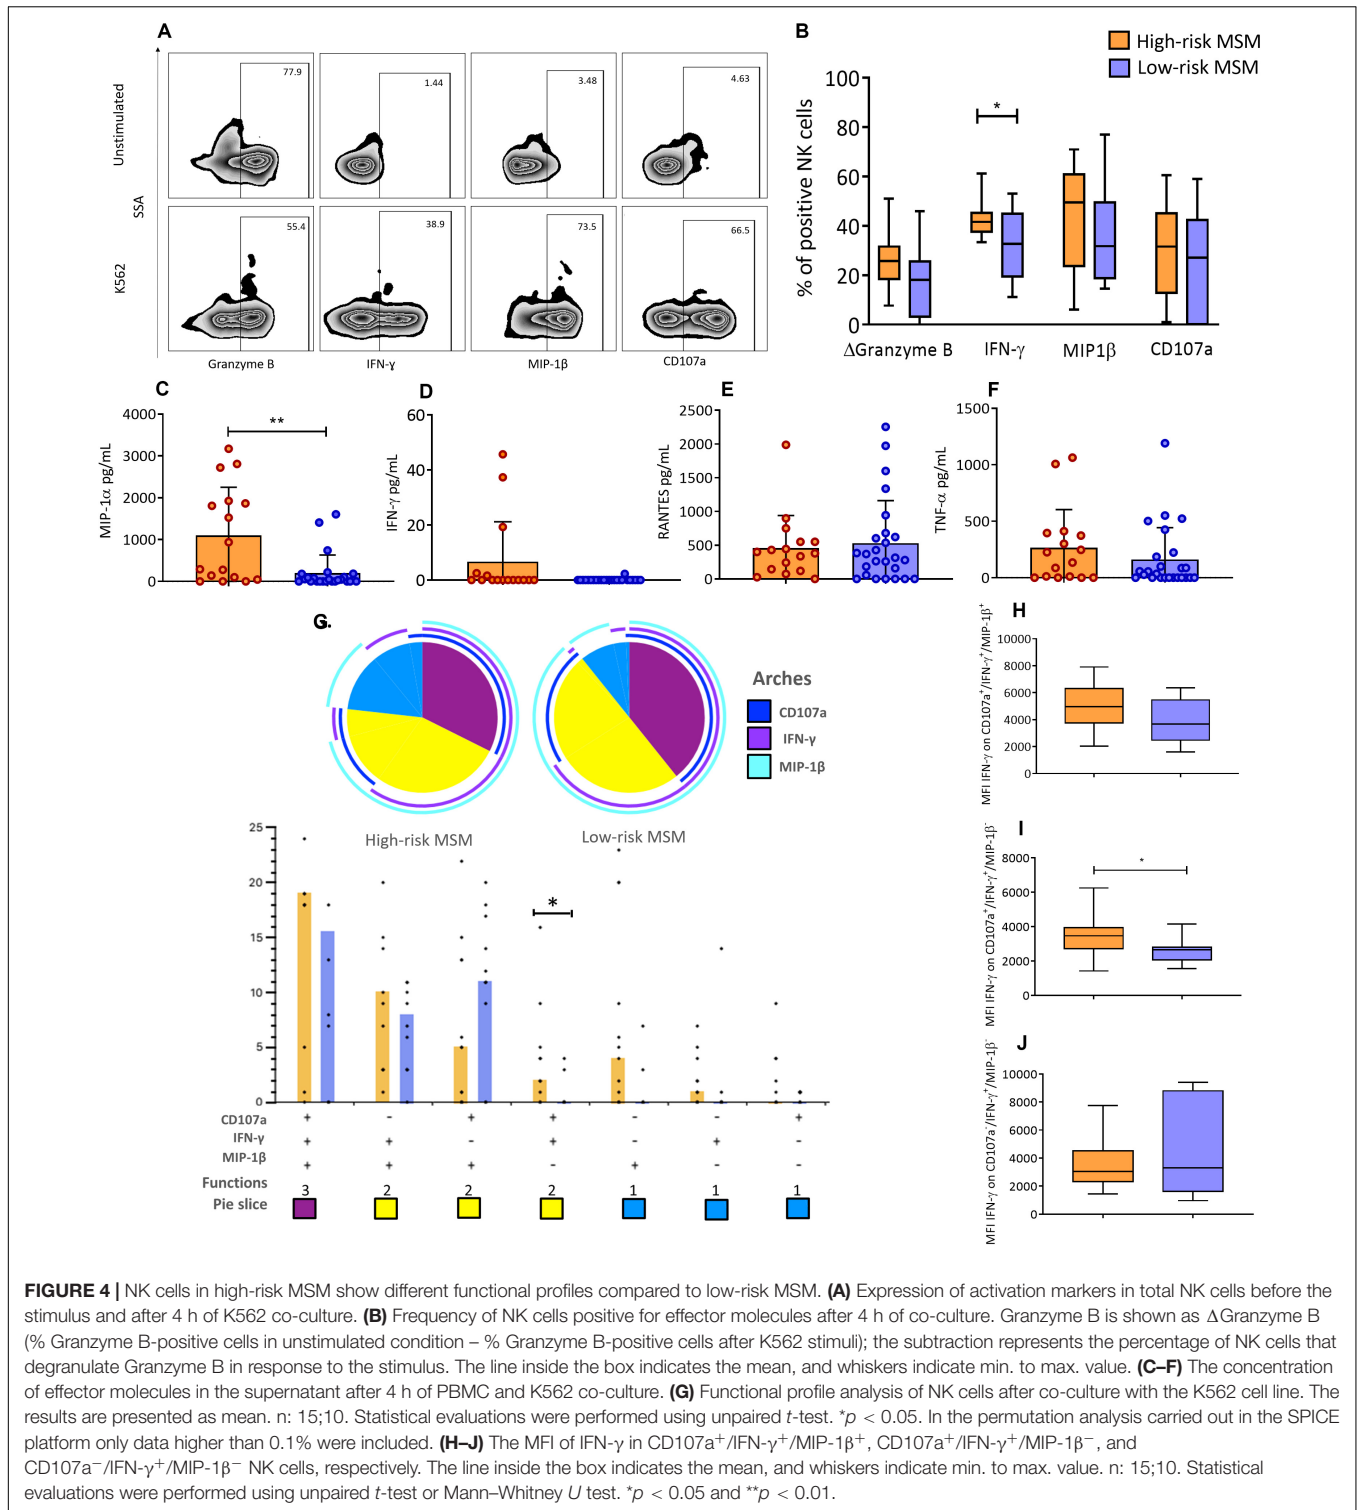 A
Unstimulated
SSA
K562
77.9
1.44
3.48
4.63
55.4
38.9
73.5
66.5
Granzyme B
IFN-γ
MIP-1β
CD107a
B
High-risk MSM
Low-risk MSM
% of positive NK cells
100
80
60
40
20
0
*
ΔGranzyme B
IFN-γ
MIP1β
CD107a
C
MIP-1α pg/mL
4000
3000
2000
1000
0
**
D
IFN-γ pg/mL
60
40
20
0
E
RANTES pg/mL
2500
2000
1500
1000
500
0
F
TNF-α pg/mL
1500
1000
500
0
G.
High-risk MSM
Low-risk MSM
Arches
CD107a
IFN-γ
MIP-1β
25
20
15
10
5
0
*
CD107a + - + + - - +
IFN-γ + + - + - + -
MIP-1β + + + - + - -
Functions 3 2 2 2 1 1 1
Pie slice
H
MFI IFN-γ on CD107a⁺/IFN-γ⁺/MIP-1β⁺
10000
8000
6000
4000
2000
0
I
MFI IFN-γ on CD107a⁺/IFN-γ⁺/MIP-1β⁻
8000
6000
4000
2000
0
*
J
MFI IFN-γ on CD107a⁻/IFN-γ⁺/MIP-1β⁻
10000
8000
6000
4000
2000
0
FIGURE 4 | NK cells in high-risk MSM show different functional profiles compared to low-risk MSM. (A) Expression of activation markers in total NK cells before the
stimulus and after 4 h of K562 co-culture. (B) Frequency of NK cells positive for effector molecules after 4 h of co-culture. Granzyme B is shown as ΔGranzyme B
(% Granzyme B-positive cells in unstimulated condition – % Granzyme B-positive cells after K562 stimuli); the subtraction represents the percentage of NK cells that
degranulate Granzyme B in response to the stimulus. The line inside the box indicates the mean, and whiskers indicate min. to max. value. (C–F) The concentration
of effector molecules in the supernatant after 4 h of PBMC and K562 co-culture. (G) Functional profile analysis of NK cells after co-culture with the K562 cell line. The
results are presented as mean. n: 15;10. Statistical evaluations were performed using unpaired t-test. *p < 0.05. In the permutation analysis carried out in the SPICE
platform only data higher than 0.1% were included. (H–J) The MFI of IFN-γ in CD107a⁺/IFN-γ⁺/MIP-1β⁺, CD107a⁺/IFN-γ⁺/MIP-1β⁻, and
CD107a⁻/IFN-γ⁺/MIP-1β⁻ NK cells, respectively. The line inside the box indicates the mean, and whiskers indicate min. to max. value. n: 15;10. Statistical
evaluations were performed using unpaired t-test or Mann–Whitney U test. *p < 0.05 and **p < 0.01.